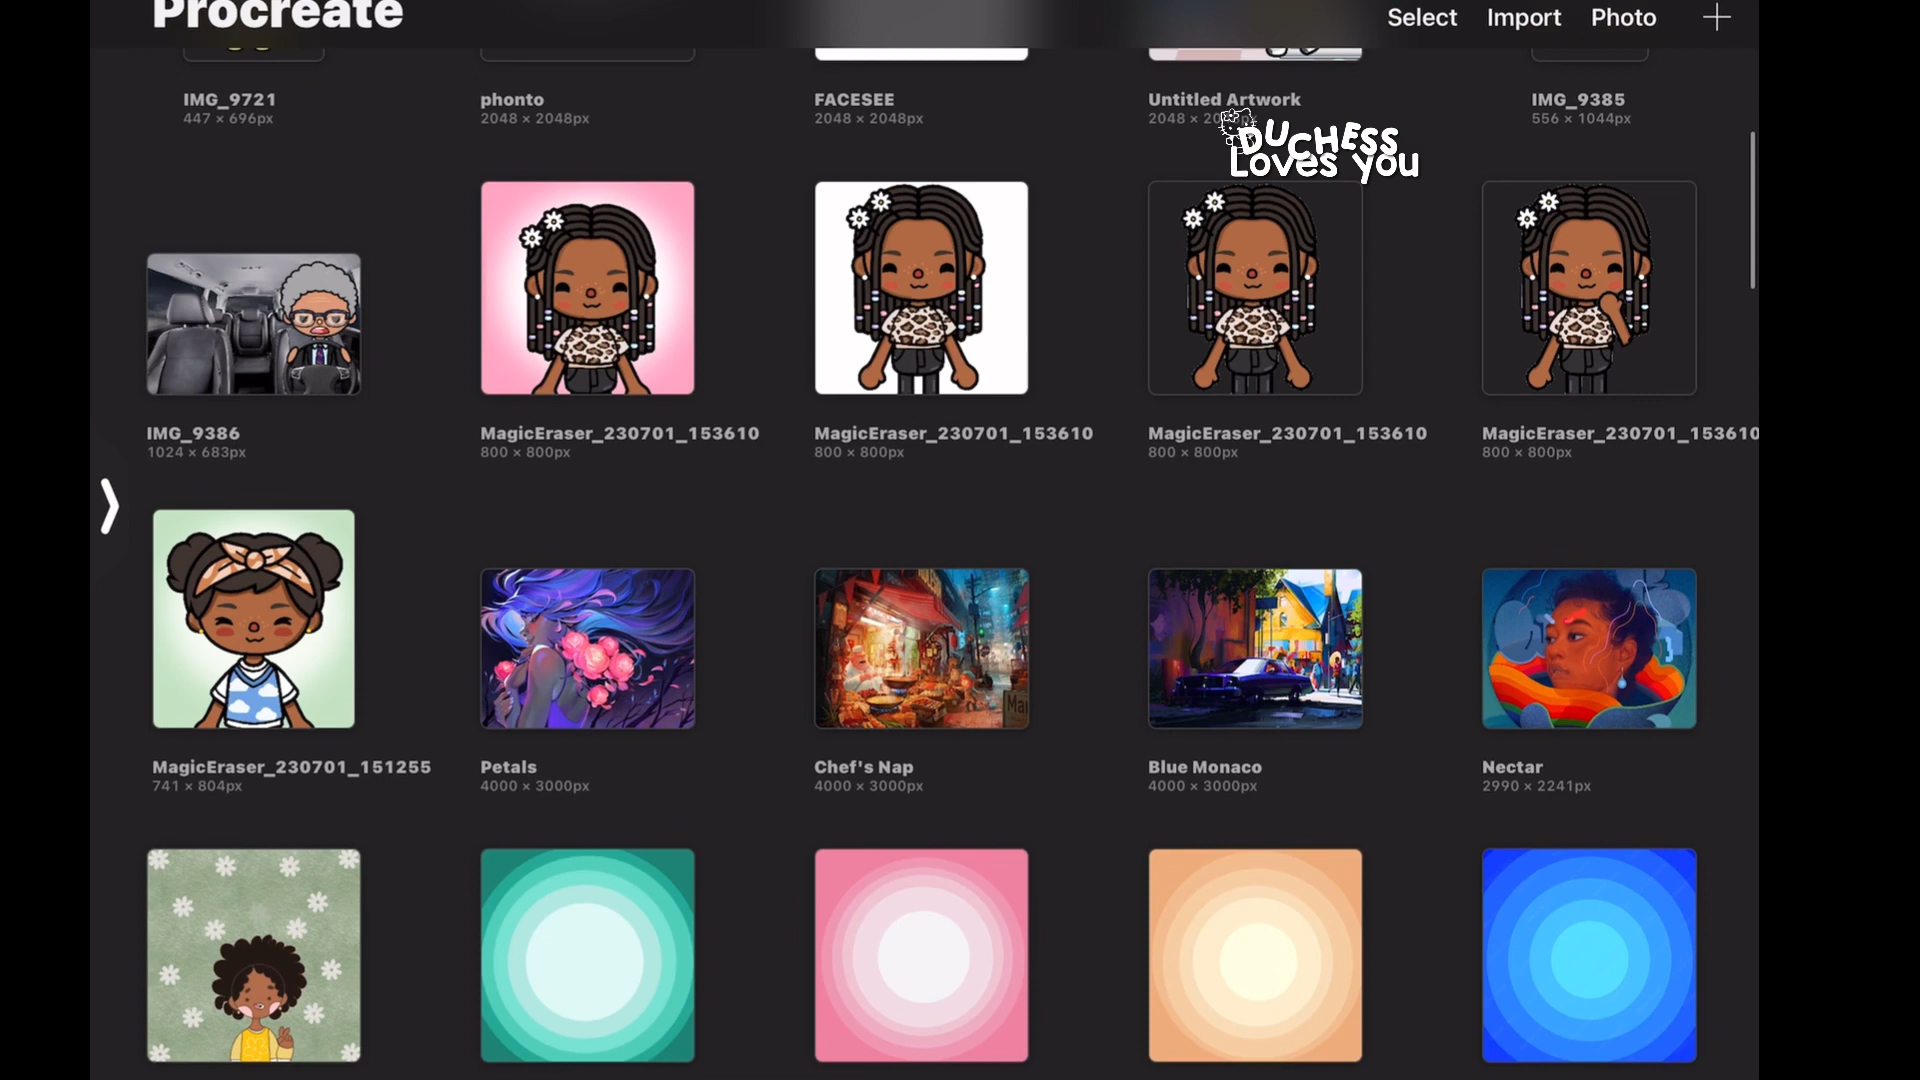 Procreate
Select Import Photo
IMG_9721
447 × 696px
phonto
2048 × 2048px
FACESEE
2048 × 2048px
Untitled Artwork
2048 × 20
IMG_9385
556 × 1044px
DUCHESS
Loves you
IMG_9386
1024 × 683px
MagicEraser_230701_153610
800 × 800px
MagicEraser_230701_153610
800 × 800px
MagicEraser_230701_153610
800 × 800px
MagicEraser_230701_153610
800 × 800px
MagicEraser_230701_151255
741 × 804px
Petals
4000 × 3000px
Chef's Nap
4000 × 3000px
Blue Monaco
4000 × 3000px
Nectar
2990 × 2241px